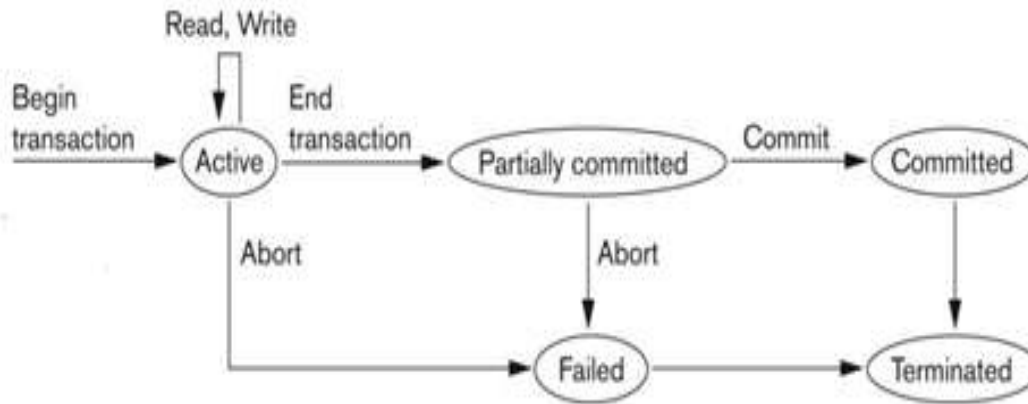 Read, Write
Begin
transaction
End
transaction
Active
Partially committed
Commit
Committed
Abort
Abort
Failed
Terminated